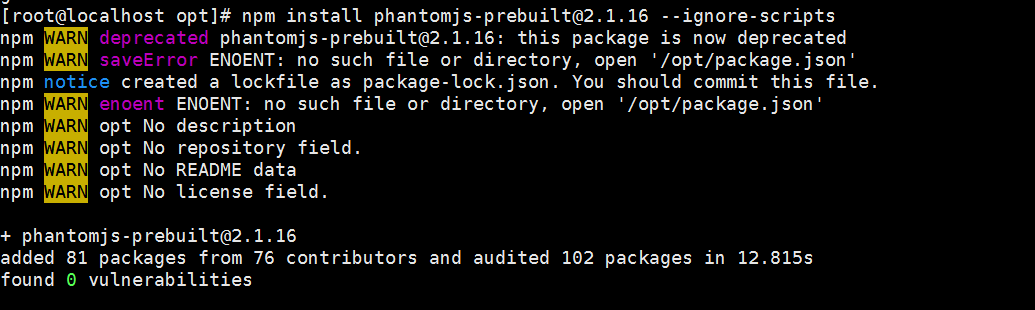 [root@localhost opt]# npm install phantomjs-prebuilt@2.1.16 --ignore-scripts
npm WARN deprecated phantomjs-prebuilt@2.1.16: this package is now deprecated
npm WARN saveError ENOENT: no such file or directory, open '/opt/package.json'
npm notice created a lockfile as package-lock.json. You should commit this file.
npm WARN enoent ENOENT: no such file or directory, open '/opt/package.json'
npm WARN opt No description
npm WARN opt No repository field.
npm WARN opt No README data
npm WARN opt No license field.
+ phantomjs-prebuilt@2.1.16
added 81 packages from 76 contributors and audited 102 packages in 12.815s
found 0 vulnerabilities